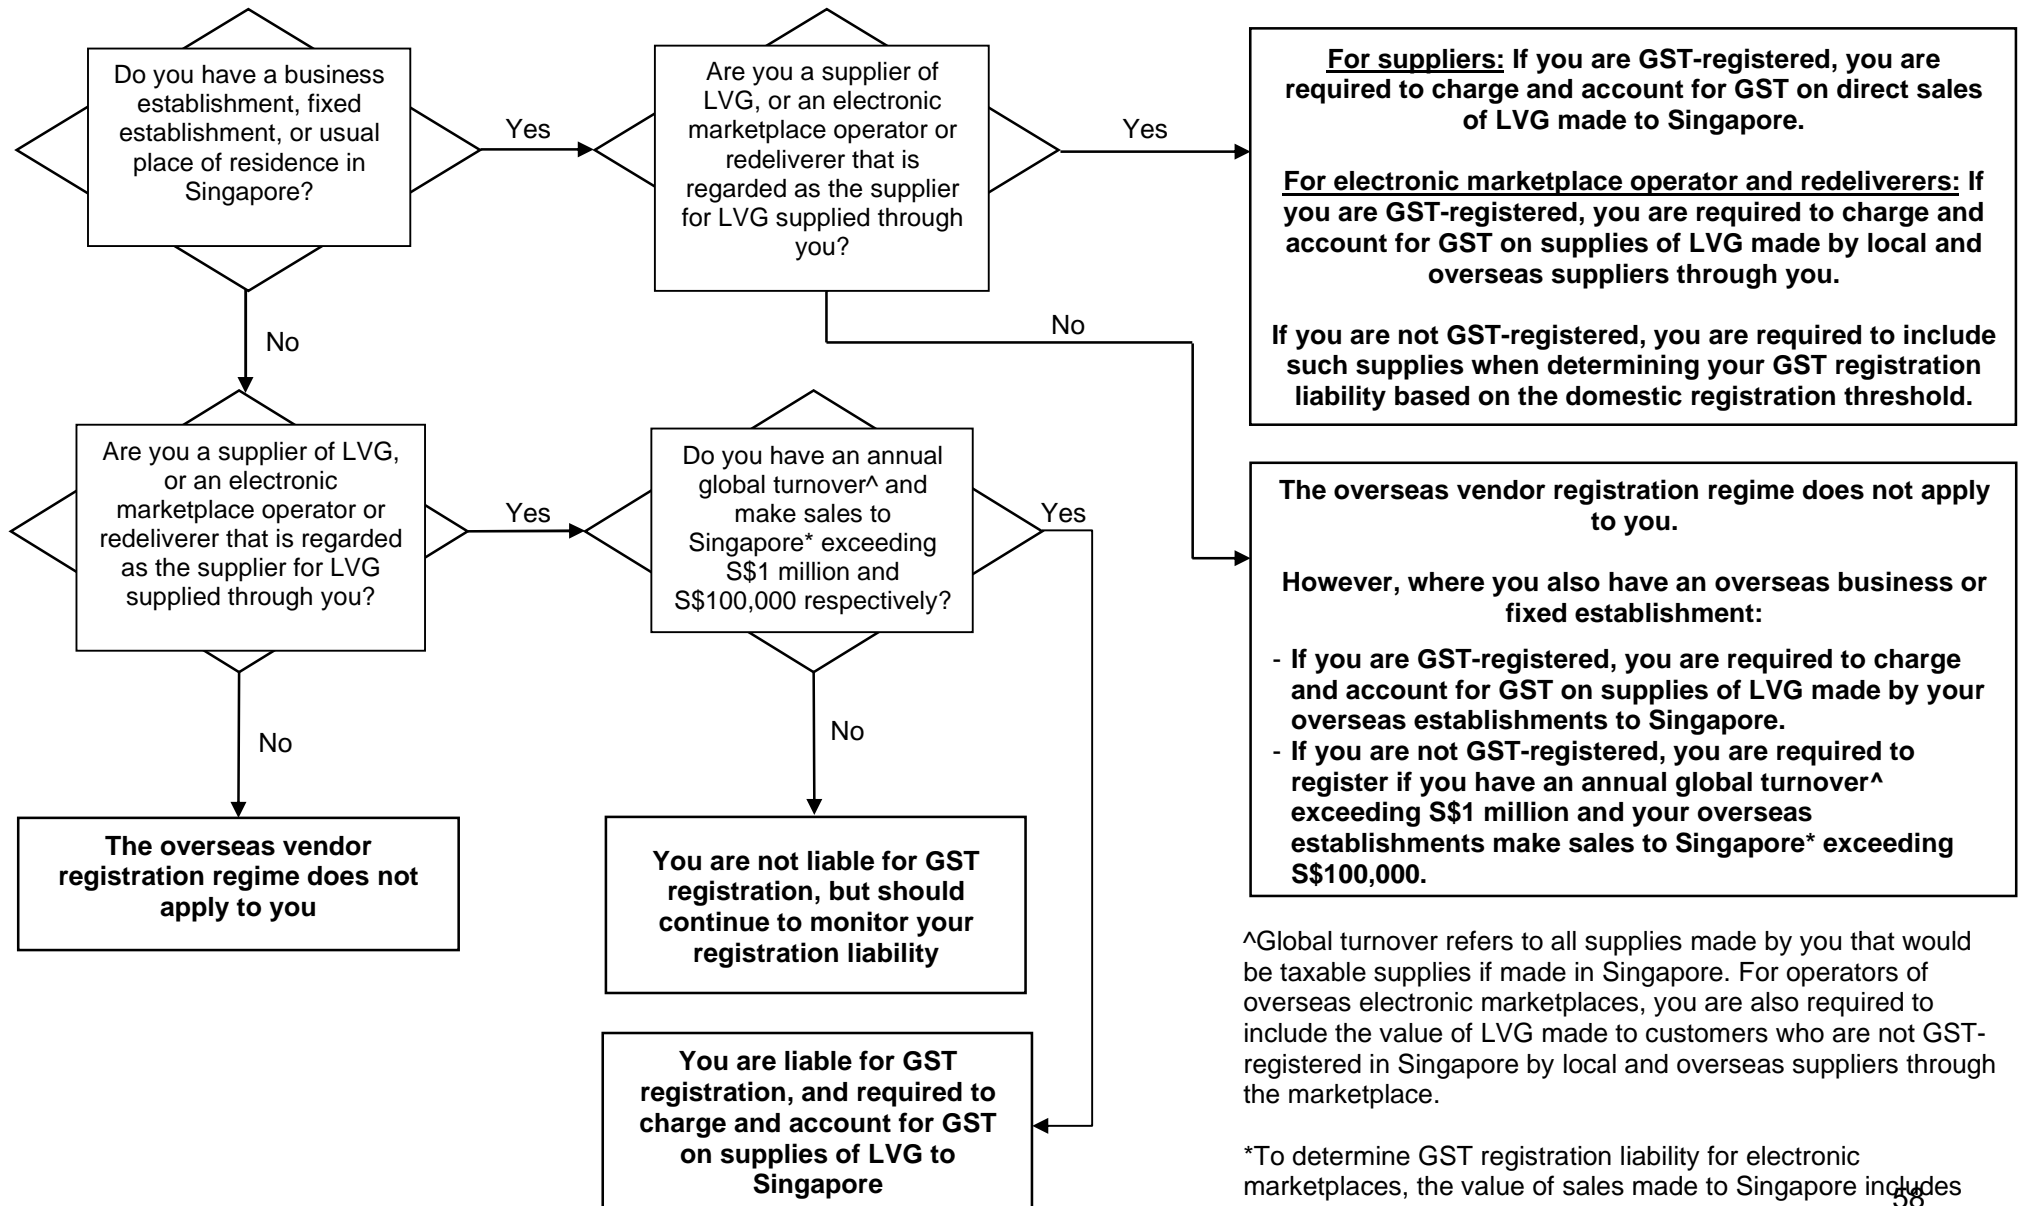 Do you have a business
establishment, fixed
establishment, or usual
place of residence in
Singapore?
Yes
Are you a supplier of
LVG, or an electronic
marketplace operator or
redeliverer that is
regarded as the supplier
for LVG supplied through
you?
Yes
For suppliers: If you are GST-registered, you are
required to charge and account for GST on direct sales
of LVG made to Singapore.
For electronic marketplace operator and redeliverers: If
you are GST-registered, you are required to charge and
account for GST on supplies of LVG made by local and
overseas suppliers through you.
If you are not GST-registered, you are required to include
such supplies when determining your GST registration
liability based on the domestic registration threshold.
No
No
Are you a supplier of LVG,
or an electronic
marketplace operator or
redeliverer that is regarded
as the supplier for LVG
supplied through you?
Yes
Do you have an annual
global turnover^ and
make sales to
Singapore* exceeding
S$1 million and
S$100,000 respectively?
Yes
The overseas vendor registration regime does not apply
to you.
However, where you also have an overseas business or
fixed establishment:
- If you are GST-registered, you are required to charge
and account for GST on supplies of LVG made by your
overseas establishments to Singapore.
- If you are not GST-registered, you are required to
register if you have an annual global turnover^
exceeding S$1 million and your overseas
establishments make sales to Singapore* exceeding
S$100,000.
No
No
The overseas vendor
registration regime does not
apply to you
You are not liable for GST
registration, but should
continue to monitor your
registration liability
You are liable for GST
registration, and required to
charge and account for GST
on supplies of LVG to
Singapore
^Global turnover refers to all supplies made by you that would
be taxable supplies if made in Singapore. For operators of
overseas electronic marketplaces, you are also required to
include the value of LVG made to customers who are not GST-
registered in Singapore by local and overseas suppliers through
the marketplace.
*To determine GST registration liability for electronic
marketplaces, the value of sales made to Singapore includes
58